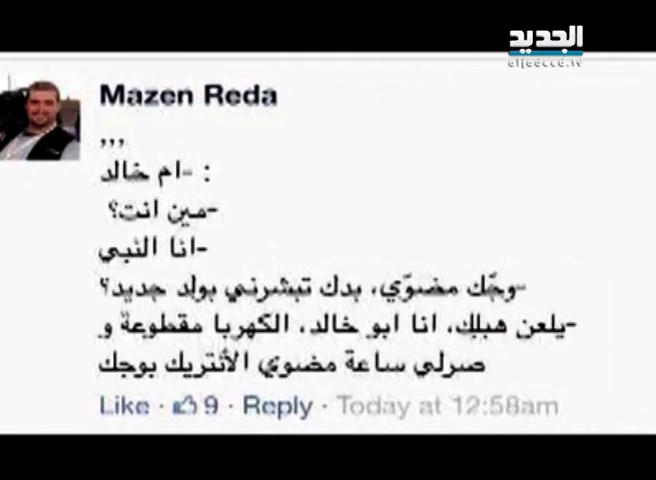 الجديد
aljadeed.tv
Mazen Reda
,,,
: -ام خالد
-مين انت؟
-انا النبي
-وجّك مضوّي، بدك تبشرني بولد جديد؟
-يلعن هبلك، انا ابو خالد، الكهربا مقطوعة و
صرلي ساعة مضوي الأنتريك بوجك
Like · 9 · Reply · Today at 12:58am